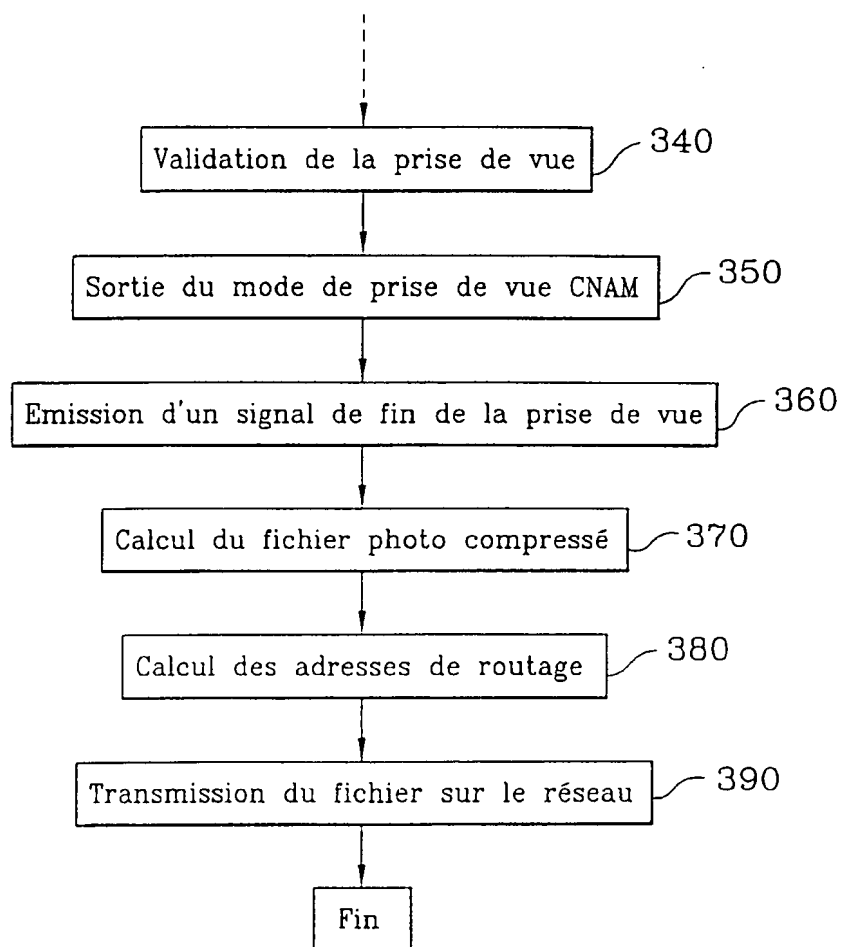 Validation de la prise de vue
340
Sortie du mode de prise de vue CNAM
350
Emission d'un signal de fin de la prise de vue
360
Calcul du fichier photo compressé
370
Calcul des adresses de routage
380
Transmission du fichier sur le réseau
390
Fin